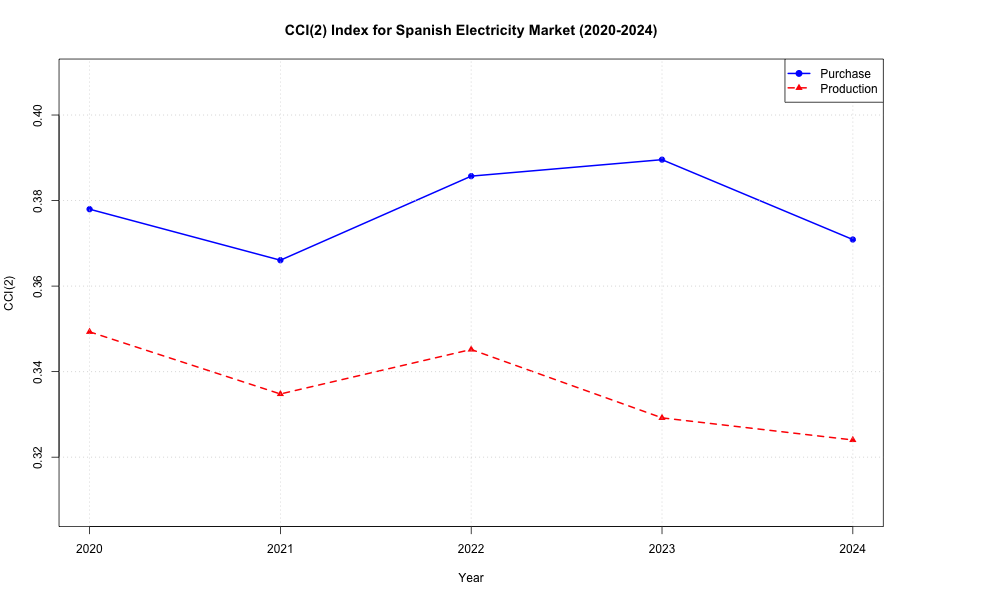 CCI(2) Index for Spanish Electricity Market (2020-2024)
Purchase
Production
0.40
0.38
0.36
0.34
0.32
CCI(2)
2020 2021 2022 2023 2024
Year